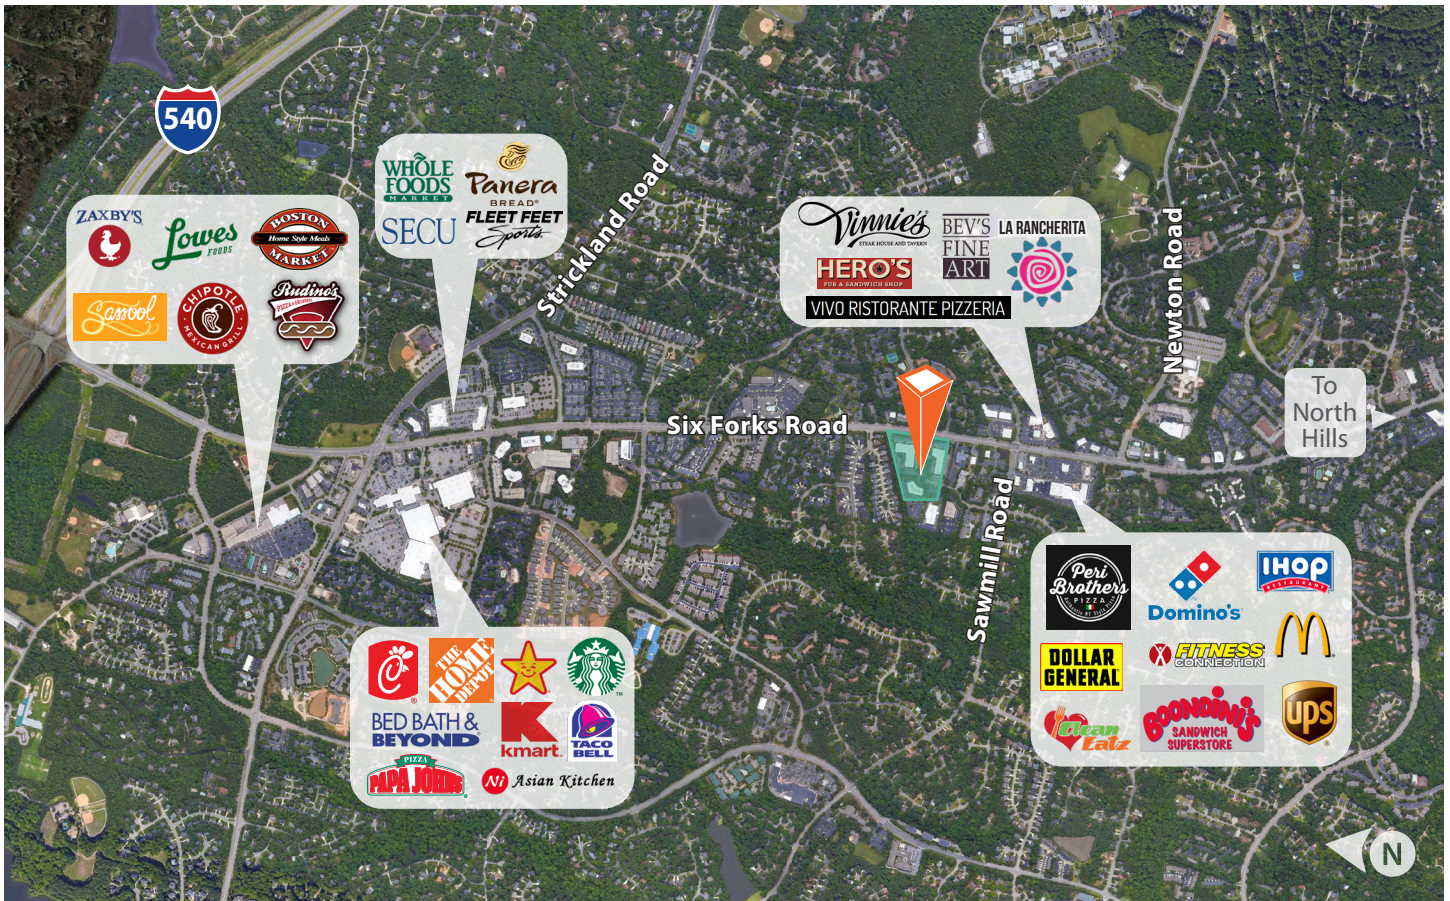 540
ZAXBY'S
Lowes
FOODS
BOSTON
Home Style Meals
MARKET
Sassool
CHIPOTLE
MEXICAN GRILL
Rudino's
WHOLE
FOODS
MARKET
Panera
BREAD®
SECU
FLEET FEET
Sports.
Strickland Road
Vinnie's
STEAK HOUSE AND TAVERN
BEV'S
FINE
ART
LA RANCHERITA
HERO'S
PUB & SANDWICH SHOP
VIVO RISTORANTE PIZZERIA
Newton Road
To
North
Hills
Six Forks Road
Sawmill Road
C
®
THE
HOME
DEPOT
TM
BED BATH &
BEYOND
K
kmart
TACO
BELL
PIZZA
PAPA JOHN'S
Ni Asian Kitchen
Peri
Brothers
PIZZA
Domino's
IHOP
RESTAURANT
DOLLAR
GENERAL
FITNESS
CONNECTION
M
Clean
Eatz
BOONDINI'S
SANDWICH
SUPERSTORE
ups
N